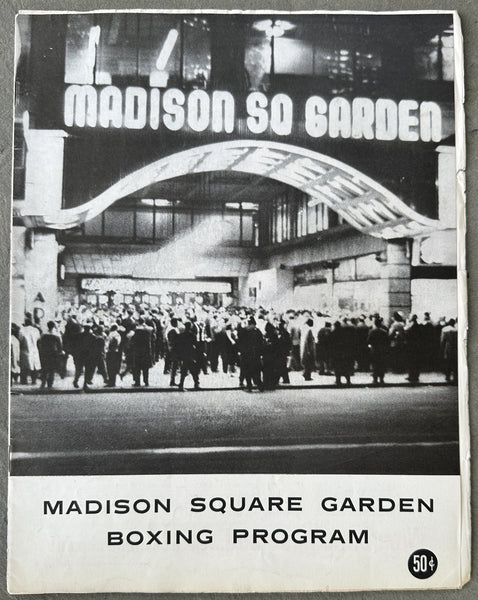 MADISON SQ GARDEN
MADISON SQUARE GARDEN
BOXING PROGRAM
50¢